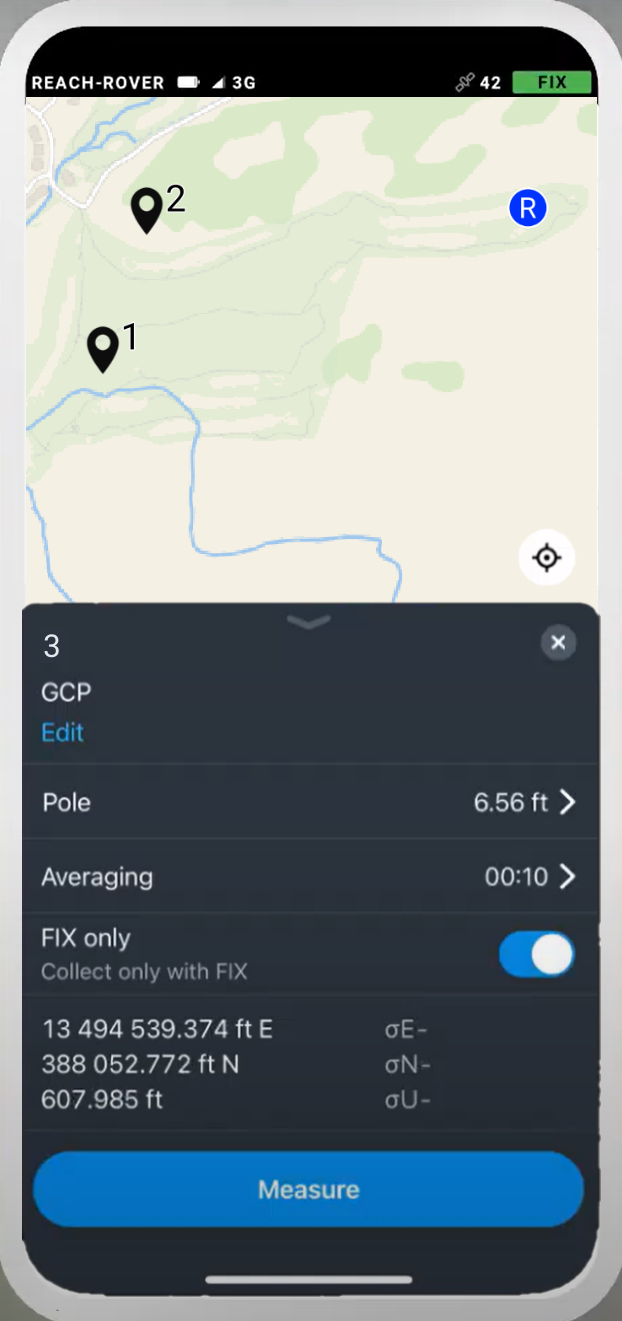 REACH-ROVER 3G 42 FIX
2
R
1
3
GCP
Edit
Pole 6.56 ft
Averaging 00:10
FIX only
Collect only with FIX
13 494 539.374 ft E σE-
388 052.772 ft N σN-
607.985 ft σU-
Measure